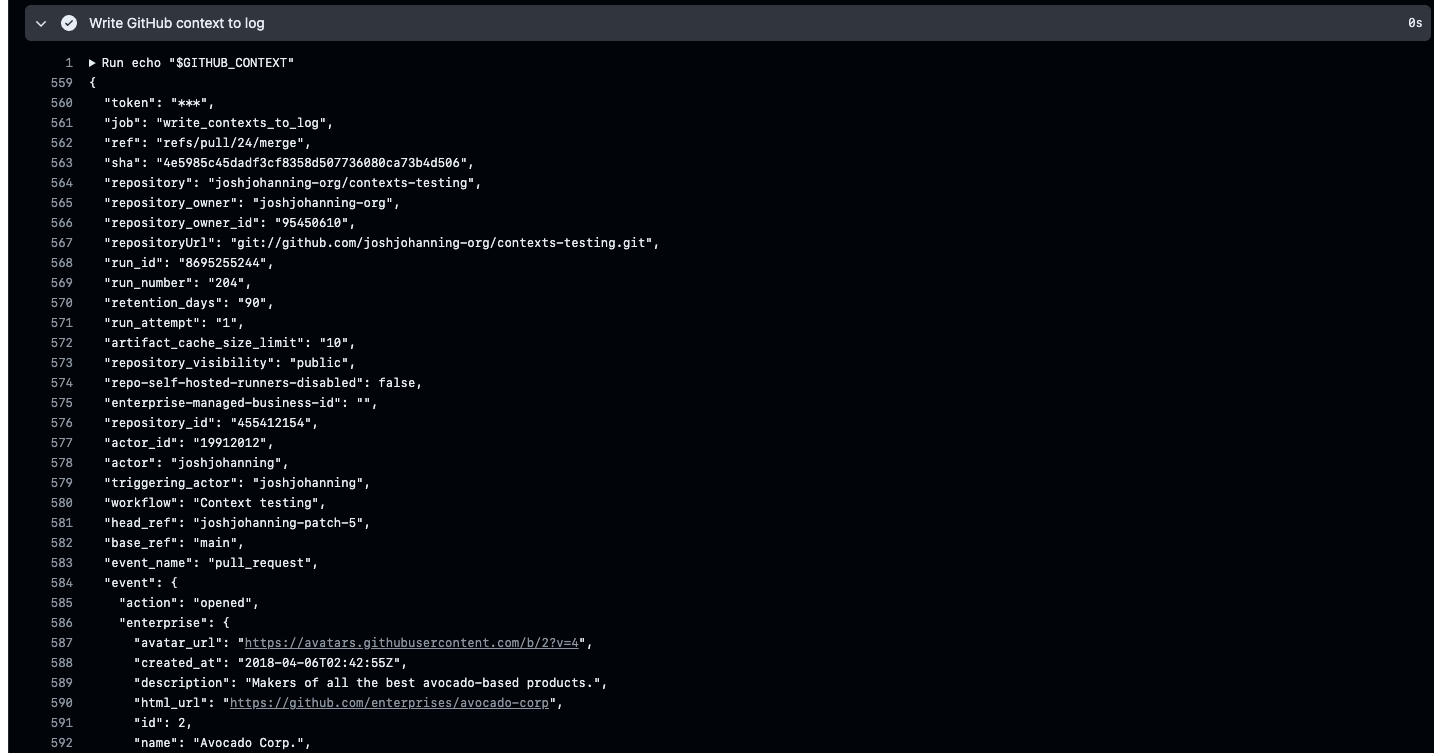 Write GitHub context to log 0s
1 ▶ Run echo "$GITHUB_CONTEXT"
559 {
560   "token": "***",
561   "job": "write_contexts_to_log",
562   "ref": "refs/pull/24/merge",
563   "sha": "4e5985c45dadf3cf8358d507736080ca73b4d506",
564   "repository": "joshjohanning-org/contexts-testing",
565   "repository_owner": "joshjohanning-org",
566   "repository_owner_id": "95450610",
567   "repositoryUrl": "git://github.com/joshjohanning-org/contexts-testing.git",
568   "run_id": "8695255244",
569   "run_number": "204",
570   "retention_days": "90",
571   "run_attempt": "1",
572   "artifact_cache_size_limit": "10",
573   "repository_visibility": "public",
574   "repo-self-hosted-runners-disabled": false,
575   "enterprise-managed-business-id": "",
576   "repository_id": "455412154",
577   "actor_id": "19912012",
578   "actor": "joshjohanning",
579   "triggering_actor": "joshjohanning",
580   "workflow": "Context testing",
581   "head_ref": "joshjohanning-patch-5",
582   "base_ref": "main",
583   "event_name": "pull_request",
584   "event": {
585     "action": "opened",
586     "enterprise": {
587       "avatar_url": "https://avatars.githubusercontent.com/b/2?v=4",
588       "created_at": "2018-04-06T02:42:55Z",
589       "description": "Makers of all the best avocado-based products.",
590       "html_url": "https://github.com/enterprises/avocado-corp",
591       "id": 2,
592       "name": "Avocado Corp.",